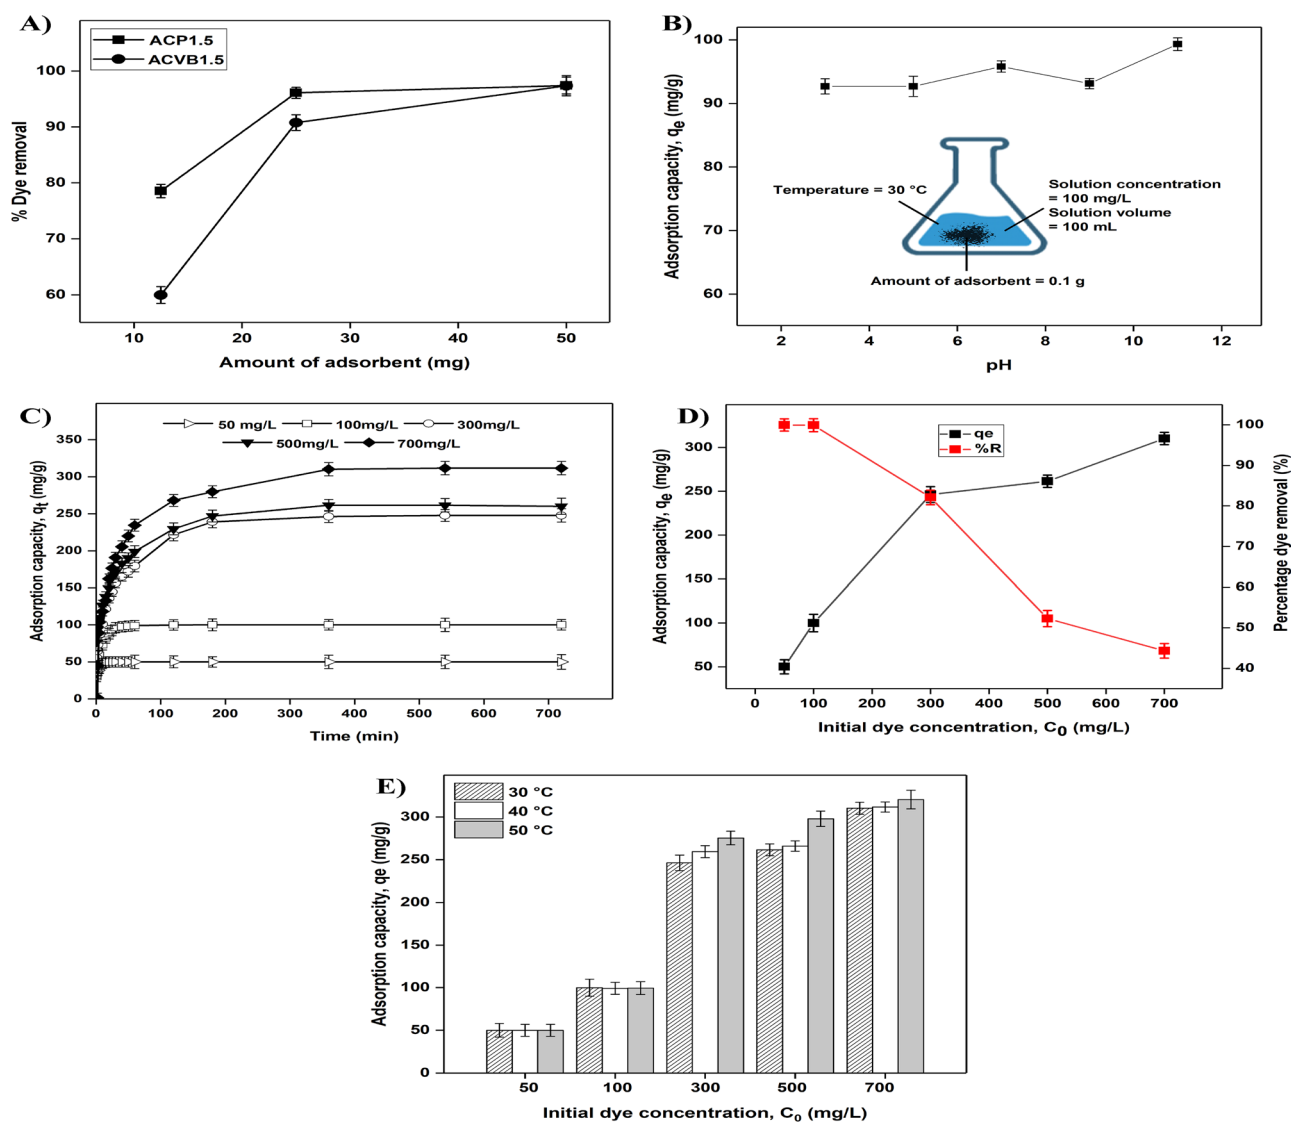 A)
ACP1.5
ACVB1.5
100
90
80
70
60
10
20
30
40
50
% Dye removal
Amount of adsorbent (mg)
B)
100
90
80
70
60
2
4
6
8
10
12
Adsorption capacity, qe (mg/g)
pH
Temperature = 30 °C
Solution concentration
= 100 mg/L
Solution volume
= 100 mL
Amount of adsorbent = 0.1 g
C)
50 mg/L
100mg/L
300mg/L
500mg/L
700mg/L
350
300
250
200
150
100
50
0
0
100
200
300
400
500
600
700
Adsorption capacity, qt (mg/g)
Time (min)
D)
qe
%R
300
250
200
150
100
50
100
90
80
70
60
50
40
0
100
200
300
400
500
600
700
Adsorption capacity, qe (mg/g)
Percentage dye removal (%)
Initial dye concentration, C0 (mg/L)
E)
30 °C
40 °C
50 °C
300
250
200
150
100
50
0
50
100
300
500
700
Adsorption capacity, qe (mg/g)
Initial dye concentration, C0 (mg/L)